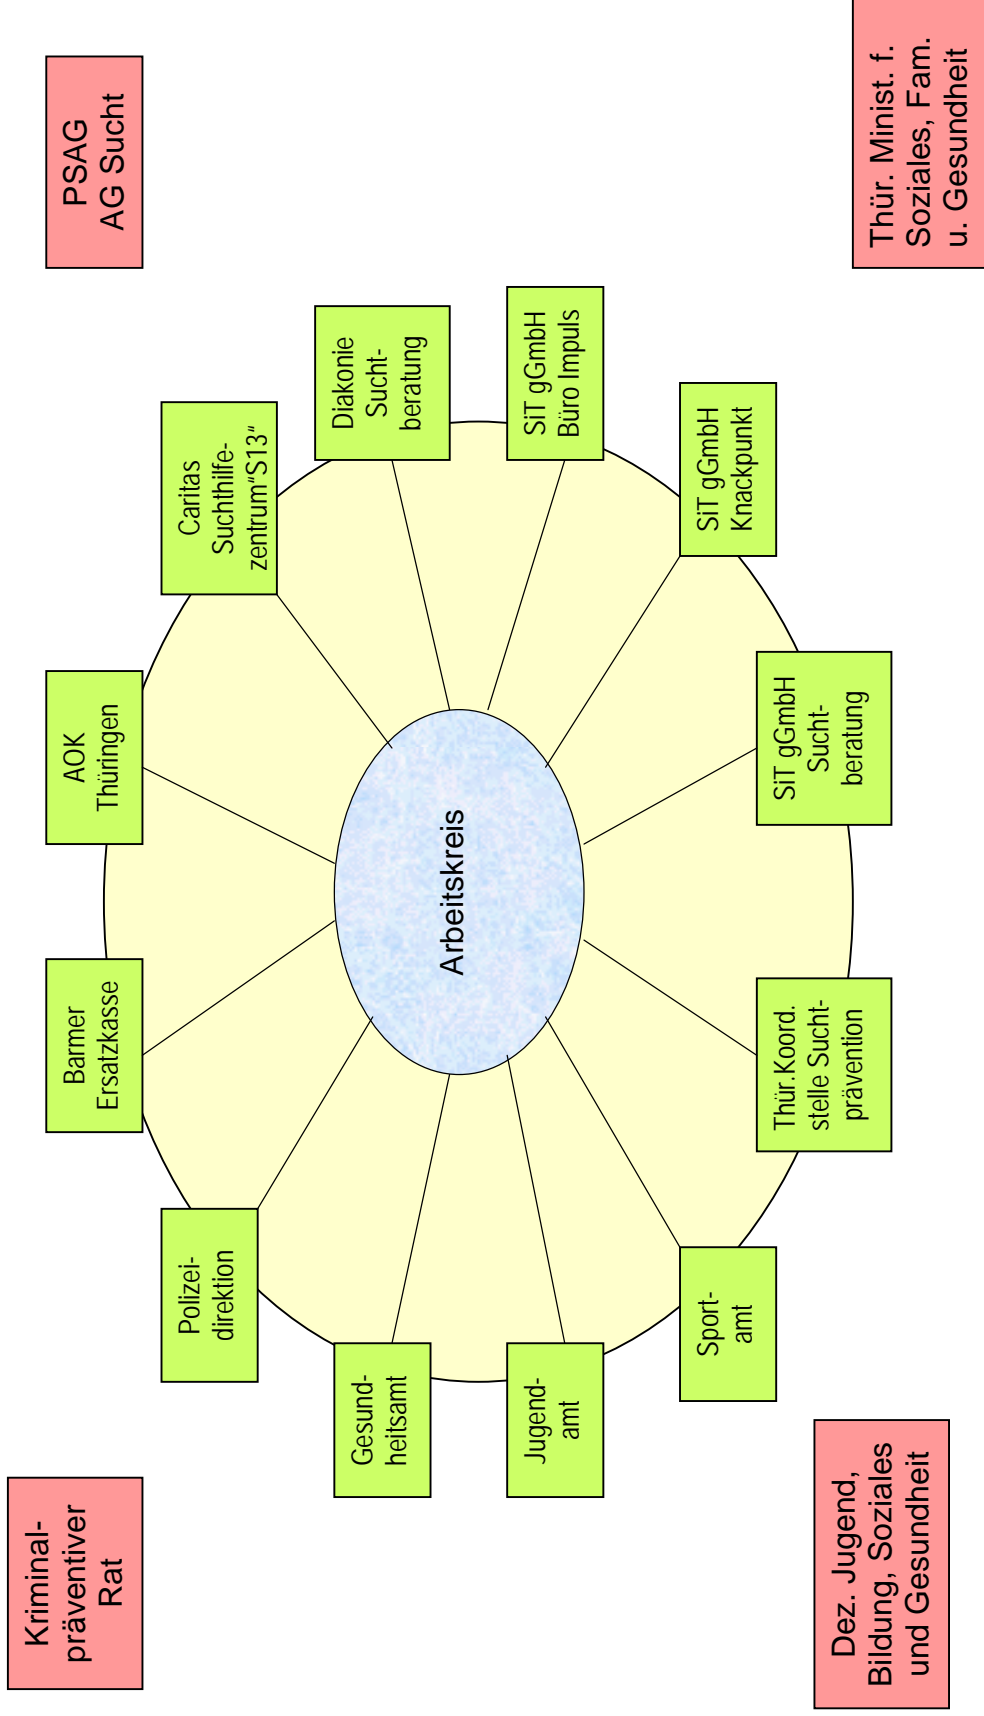 Kriminal-
präventiver
Rat
PSAG
AG Sucht
Barmer
Ersatzkasse
AOK
Thüringen
Polizei-
direktion
Caritas
Suchthilfe-
zentrum"S13"
Gesund-
heitsamt
Diakonie
Sucht-
beratung
Arbeitskreis
Jugend-
amt
SiT gGmbH
Büro Impuls
Sport-
amt
SiT gGmbH
Knackpunkt
Thür.Koord.
stelle Sucht-
prävention
SiT gGmbH
Sucht-
beratung
Dez. Jugend,
Bildung, Soziales
und Gesundheit
Thür. Minist. f.
Soziales, Fam.
u. Gesundheit